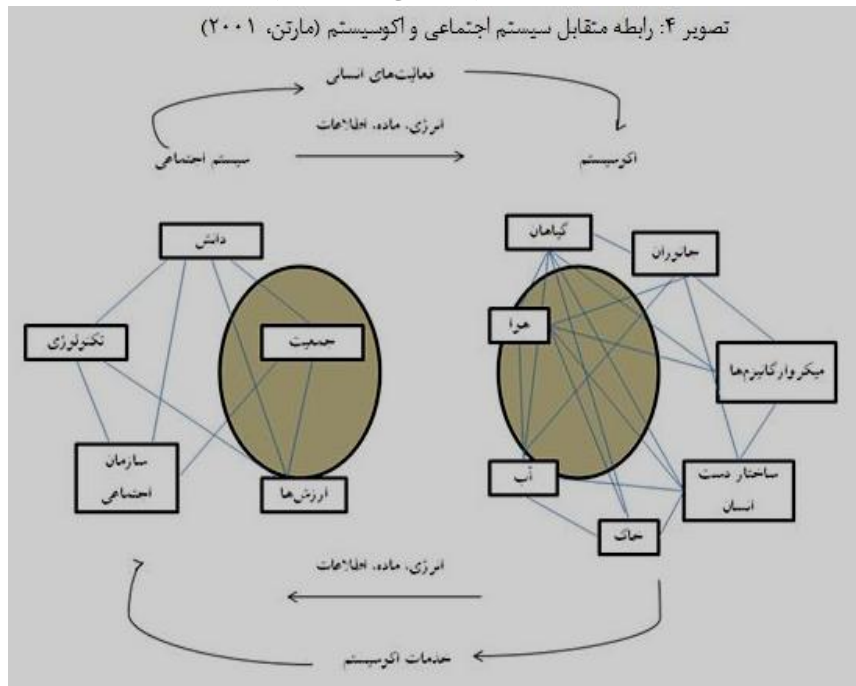 تصویر ۴: رابطه متقابل سیستم اجتماعی و اکوسیستم (مارتن، ۲۰۰۱)
فعالیت‌های انسانی
انرژی، ماده، اطلاعات
اکوسیستم
سیستم اجتماعی
گیاهان
جانوران
هوا
میکروارگانیزم‌ها
آب
ساختار دست
انسان
خاک
دانش
جمعیت
تکنولوژی
ارزش‌ها
سازمان
اجتماعی
انرژی، ماده، اطلاعات
خدمات اکوسیستم